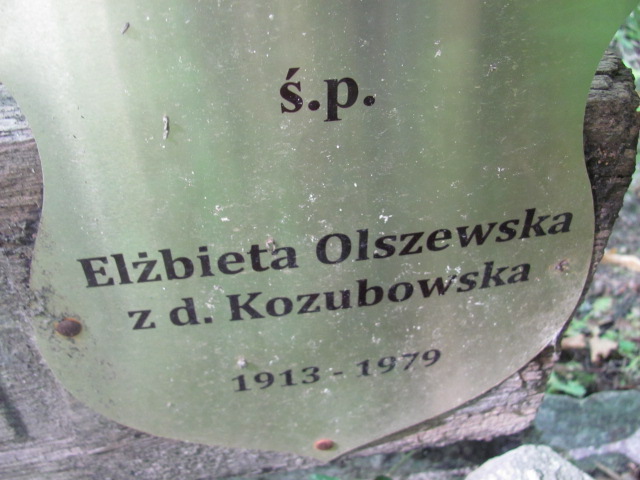 ś.p.
Elżbieta Olszewska
z d. Kozubowska
1913 - 1979